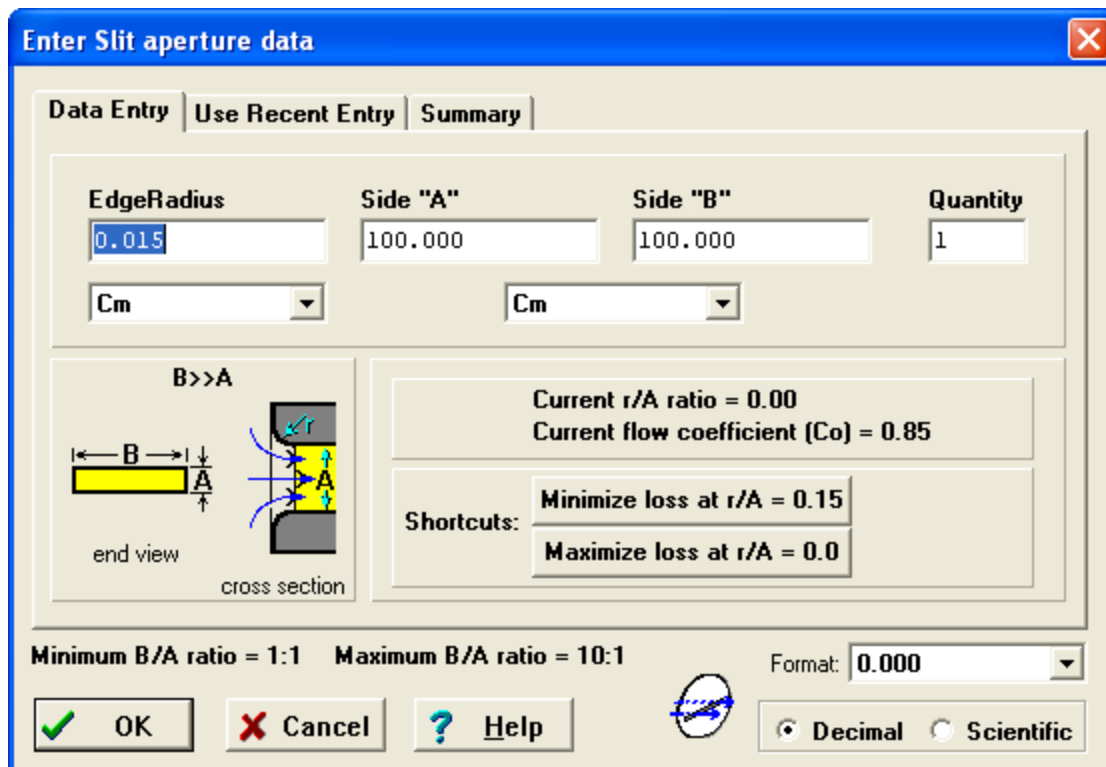 Enter Slit aperture data
Data Entry Use Recent Entry Summary
EdgeRadius Side "A" Side "B" Quantity
0.015 100.000 100.000 1
Cm Cm
B>>A
r
B A A
end view
cross section
Current r/A ratio = 0.00
Current flow coefficient (Co) = 0.85
Shortcuts:
Minimize loss at r/A = 0.15
Maximize loss at r/A = 0.0
Minimum B/A ratio = 1:1 Maximum B/A ratio = 10:1
Format: 0.000
OK Cancel ? Help
Decimal Scientific